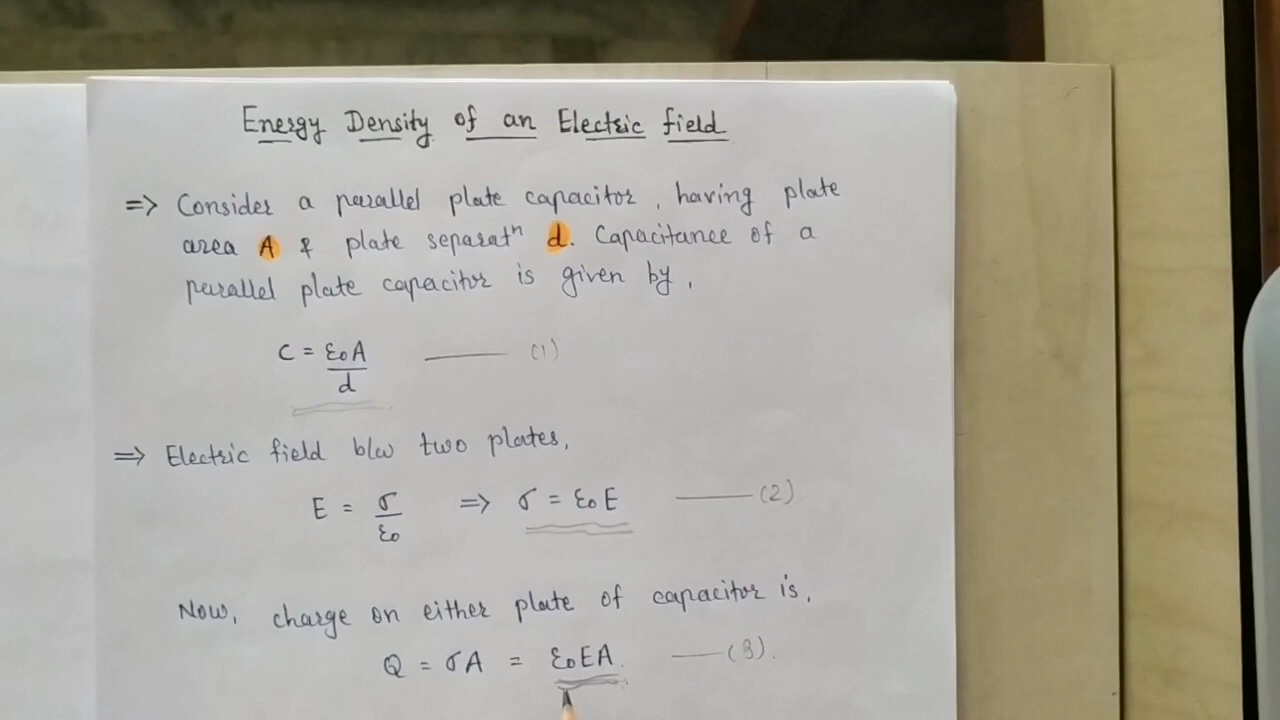 Energy Density of an Electric field
=> Consider a parallel plate capacitor, having plate
area A & plate separatⁿ d. Capacitance of a
parallel plate capacitor is given by,
C = ε₀A/d ——— (1)
=> Electric field b/w two plates,
E = σ/ε₀ => σ = ε₀E ——— (2)
Now, charge on either plate of capacitor is,
Q = σA = ε₀EA ——— (3).